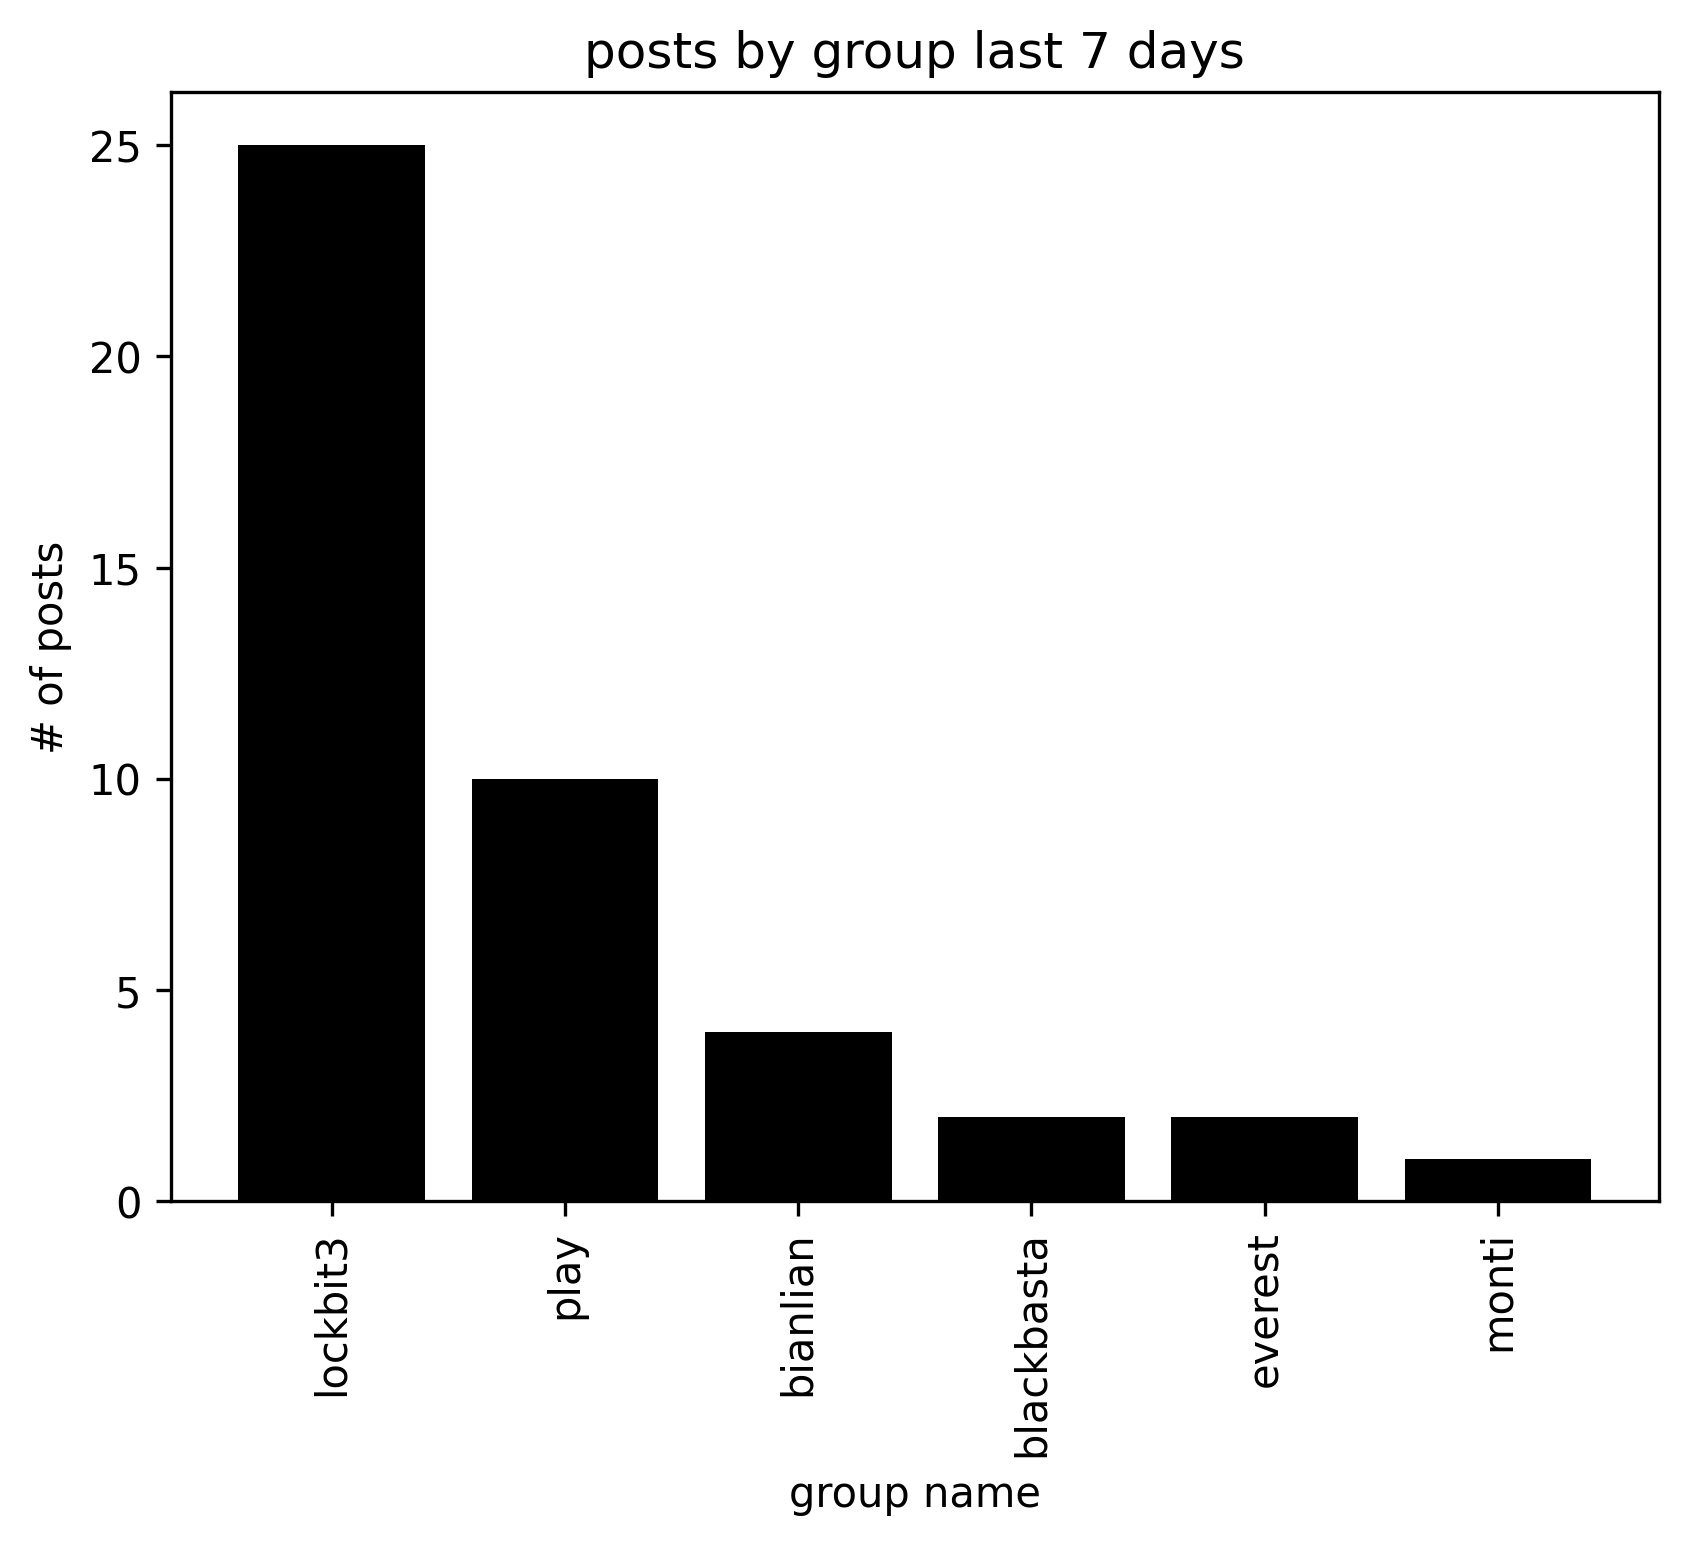 posts by group last 7 days
25
20
15
10
5
0
# of posts
lockbit3
play
bianlian
blackbasta
everest
monti
group name